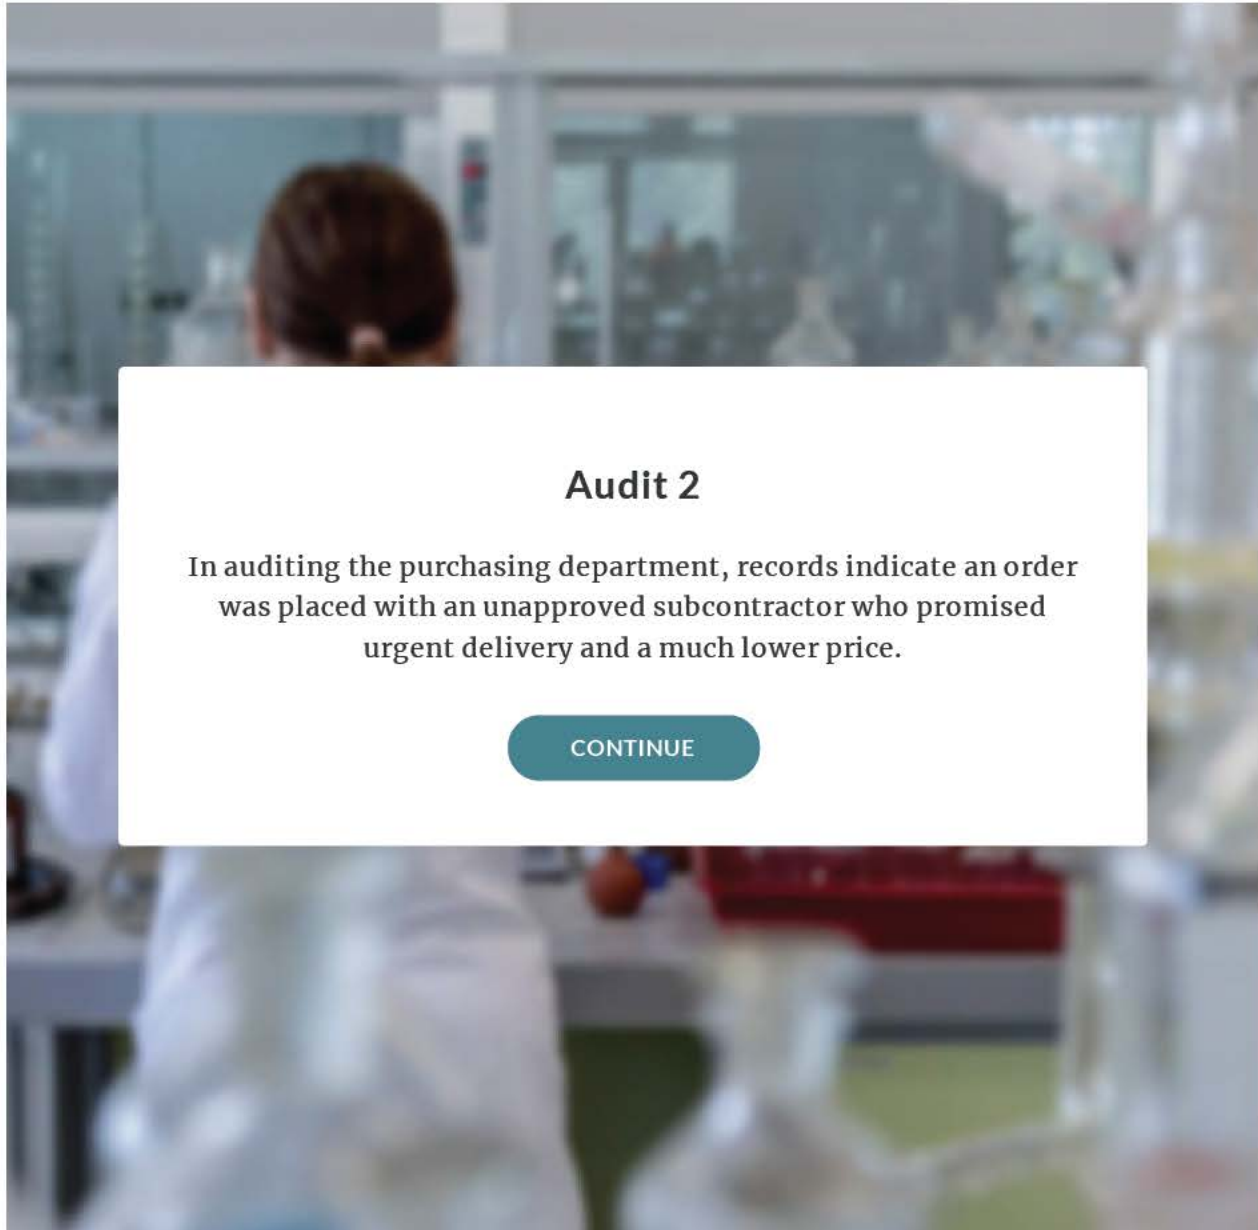 Audit 2
In auditing the purchasing department, records indicate an order
was placed with an unapproved subcontractor who promised
urgent delivery and a much lower price.
CONTINUE